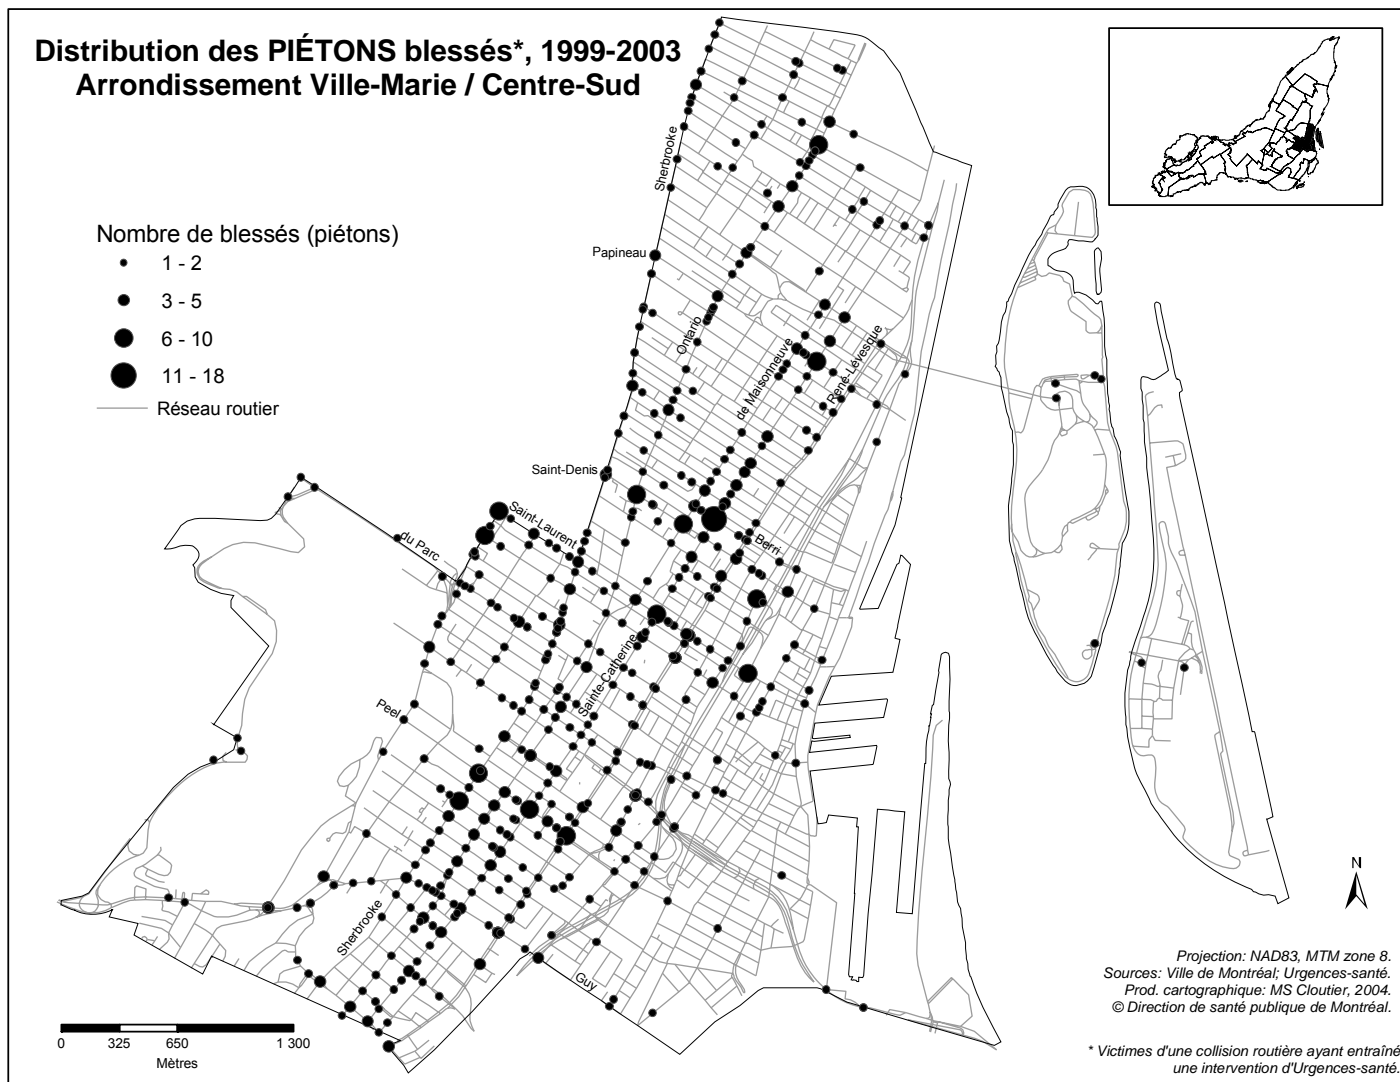 Distribution des PIÉTONS blessés*, 1999-2003
Arrondissement Ville-Marie / Centre-Sud
Nombre de blessés (piétons)
1 - 2
3 - 5
6 - 10
11 - 18
Réseau routier
Sherbrooke
Papineau
Ontario
de Maisonneuve
René-Lévesque
Saint-Denis
Saint-Laurent
du Parc
Berri
Sainte-Catherine
Peel
Sherbrooke
Guy
N
0 325 650 1 300
Mètres
Projection: NAD83, MTM zone 8.
Sources: Ville de Montréal; Urgences-santé.
Prod. cartographique: MS Cloutier, 2004.
© Direction de santé publique de Montréal.
* Victimes d'une collision routière ayant entraîné
une intervention d'Urgences-santé.